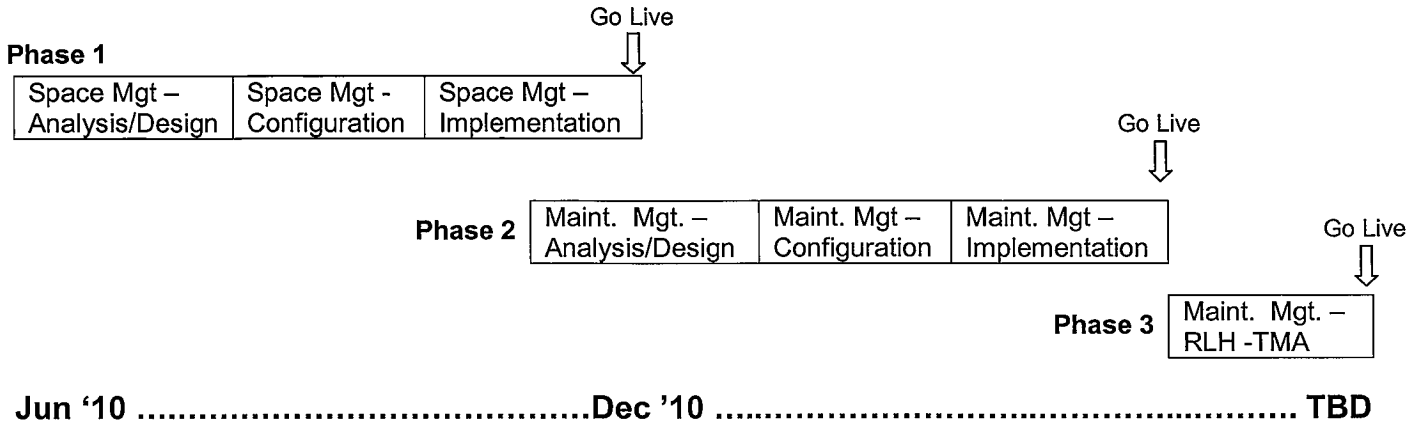 Go Live
Phase 1
Space Mgt –
Analysis/Design
Space Mgt -
Configuration
Space Mgt –
Implementation
Go Live
Phase 2
Maint. Mgt. –
Analysis/Design
Maint. Mgt –
Configuration
Maint. Mgt –
Implementation
Go Live
Phase 3
Maint. Mgt. –
RLH -TMA
Jun ‘10 ..........................................Dec ’10 ...................................................... TBD